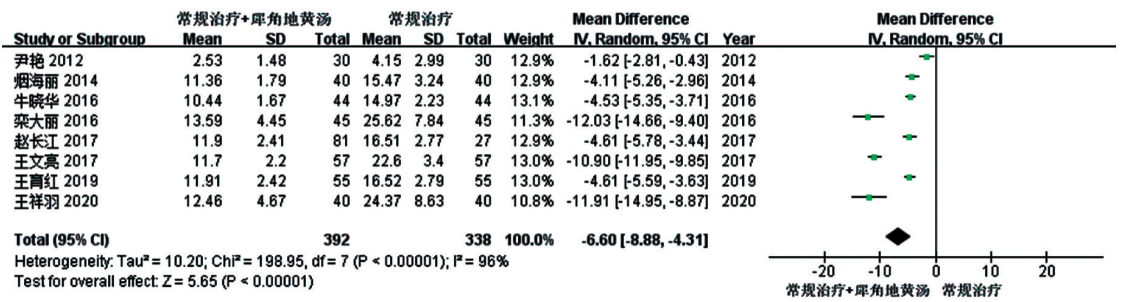 常规治疗+犀角地黄汤 常规治疗 Mean Difference Mean Difference
Study or Subgroup Mean SD Total Mean SD Total Weight IV, Random, 95% CI Year IV, Random, 95% CI
尹艳 2012 2.53 1.48 30 4.15 2.99 30 12.9% -1.62 [-2.81, -0.43] 2012
烟海丽 2014 11.36 1.79 40 15.47 3.24 40 12.9% -4.11 [-5.26, -2.96] 2014
牛晓华 2016 10.44 1.67 44 14.97 2.23 44 13.1% -4.53 [-5.35, -3.71] 2016
栾大丽 2016 13.59 4.45 45 25.62 7.84 45 11.3% -12.03 [-14.66, -9.40] 2016
赵长江 2017 11.9 2.41 81 16.51 2.77 27 12.9% -4.61 [-5.78, -3.44] 2017
王文亮 2017 11.7 2.2 57 22.6 3.4 57 13.0% -10.90 [-11.95, -9.85] 2017
王育红 2019 11.91 2.42 55 16.52 2.79 55 13.0% -4.61 [-5.59, -3.63] 2019
王祥羽 2020 12.46 4.67 40 24.37 8.63 40 10.8% -11.91 [-14.95, -8.87] 2020
Total (95% CI) 392 338 100.0% -6.60 [-8.88, -4.31]
Heterogeneity: Tau² = 10.20; Chi² = 198.95, df = 7 (P < 0.00001); I² = 96%
Test for overall effect: Z = 5.65 (P < 0.00001)
-20 -10 0 10 20
常规治疗+犀角地黄汤 常规治疗